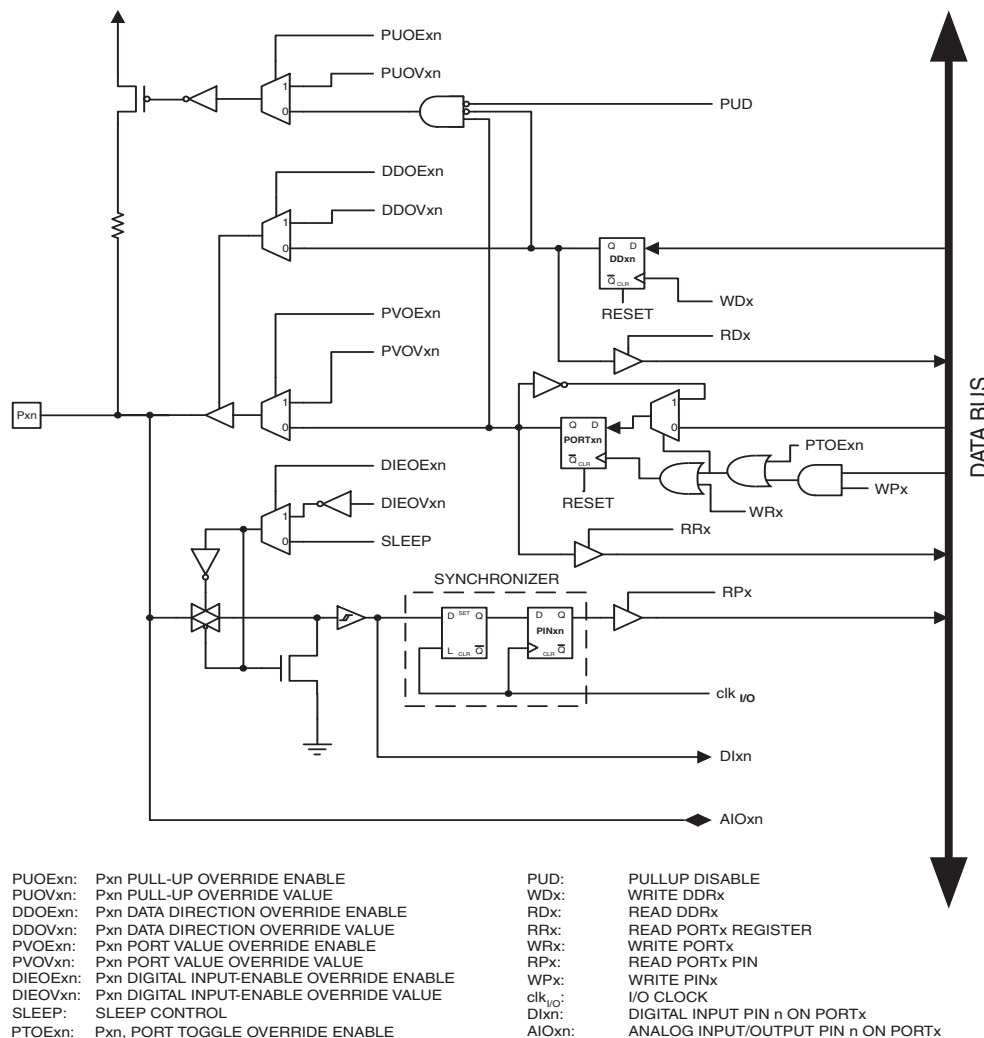 PUOExn
PUOVxn
1
0
PUD
DDOExn
DDOVxn
1
0
Q D
DDxn
Q CLR
RESET
WDx
PVOExn
RDx
PVOVxn
1
0
Pxn
1
0
Q D
PORTxn
Q CLR
RESET
PTOExn
WPx
WRx
DATA BUS
DIEOExn
1
DIEOVxn
0
SLEEP
RRx
SYNCHRONIZER
RPx
D SET Q
L CLR Q
D Q
PINxn
CLR Q
clk I/O
DIxn
AIOxn
PUOExn: Pxn PULL-UP OVERRIDE ENABLE
PUOVxn: Pxn PULL-UP OVERRIDE VALUE
DDOExn: Pxn DATA DIRECTION OVERRIDE ENABLE
DDOVxn: Pxn DATA DIRECTION OVERRIDE VALUE
PVOExn: Pxn PORT VALUE OVERRIDE ENABLE
PVOVxn: Pxn PORT VALUE OVERRIDE VALUE
DIEOExn: Pxn DIGITAL INPUT-ENABLE OVERRIDE ENABLE
DIEOVxn: Pxn DIGITAL INPUT-ENABLE OVERRIDE VALUE
SLEEP: SLEEP CONTROL
PTOExn: Pxn, PORT TOGGLE OVERRIDE ENABLE
PUD: PULLUP DISABLE
WDx: WRITE DDRx
RDx: READ DDRx
RRx: READ PORTx REGISTER
WRx: WRITE PORTx
RPx: READ PORTx PIN
WPx: WRITE PINx
clk I/O: I/O CLOCK
DIxn: DIGITAL INPUT PIN n ON PORTx
AIOxn: ANALOG INPUT/OUTPUT PIN n ON PORTx